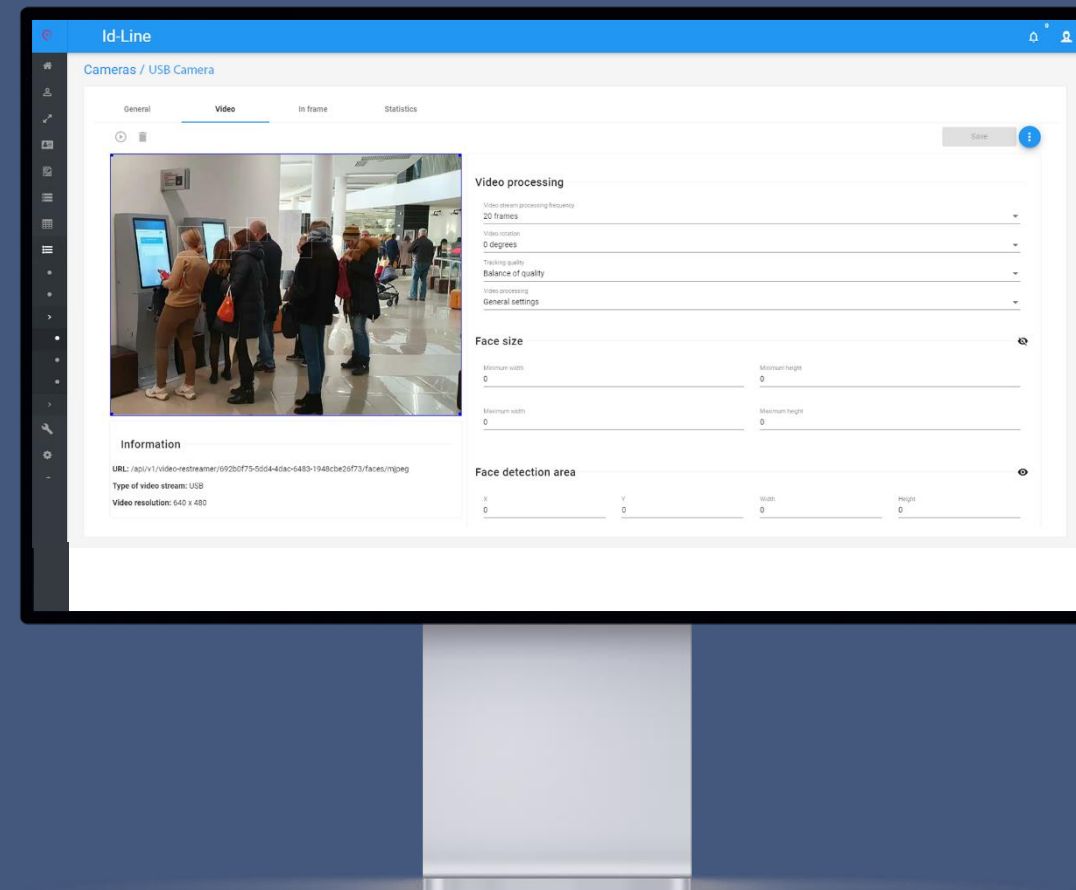 Id-Line
Cameras / USB Camera
General Video In frame Statistics
Save
Video processing
Video stream processing frequency
20 frames
Video rotation
0 degrees
Tracking quality
Balance of quality
Video processing
General settings
Face size
Minimum width Minimum height
0 0
Maximum width Maximum height
0 0
Information
URL: /api/v1/video-restreamer/692b0f75-5dd4-4dac-6483-1948cbe26f73/faces/mjpeg
Type of video stream: USB
Video resolution: 640 x 480
Face detection area
X Y Width Height
0 0 0 0